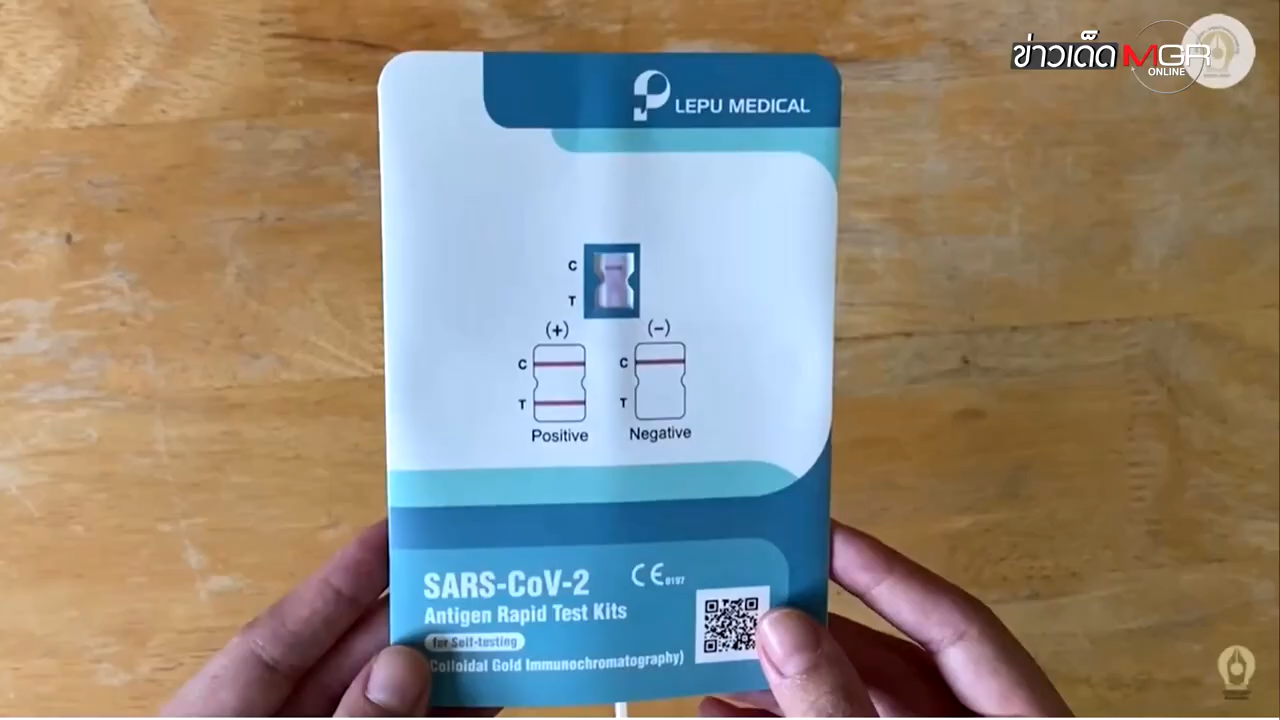 ข่าวเด็ด MGR
ONLINE
LEPU MEDICAL
C
T
(+) (-)
C C
T T
Positive Negative
SARS-CoV-2 CE 0197
Antigen Rapid Test Kits
for Self-testing
Colloidal Gold Immunochromatography)